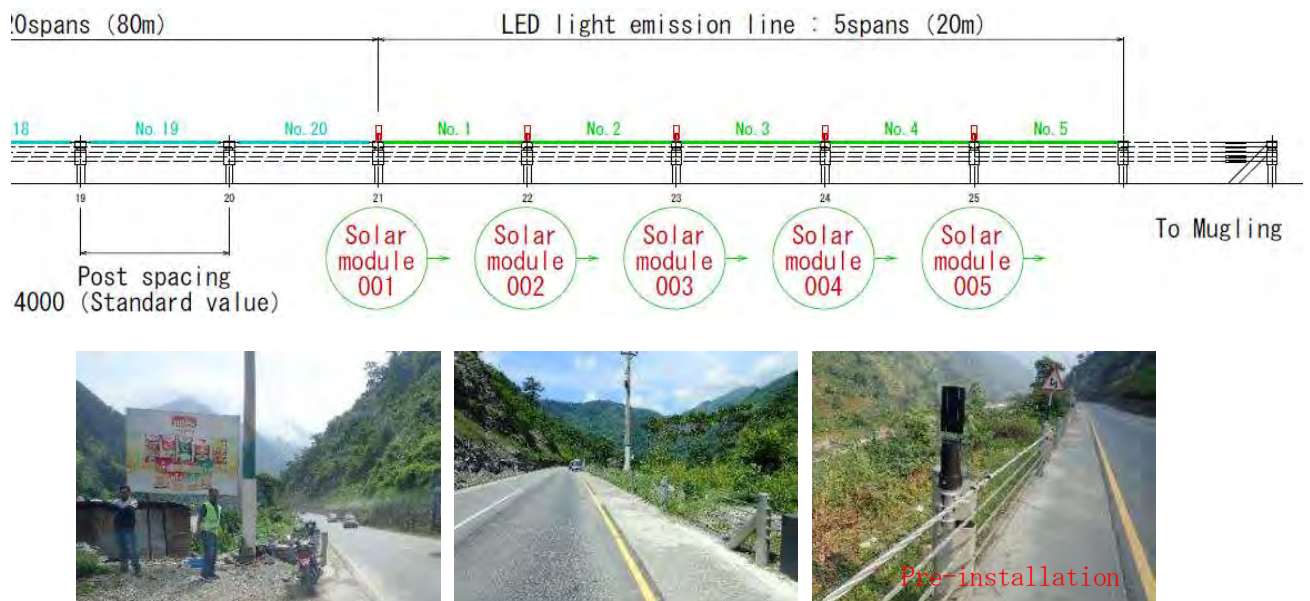 20spans (80m)
LED light emission line : 5spans (20m)
18
No. 19
No. 20
No. 1
No. 2
No. 3
No. 4
No. 5
19
20
21
22
23
24
25
Post spacing
4000 (Standard value)
Solar
module
001
Solar
module
002
Solar
module
003
Solar
module
004
Solar
module
005
To Mugling
Pre-installation